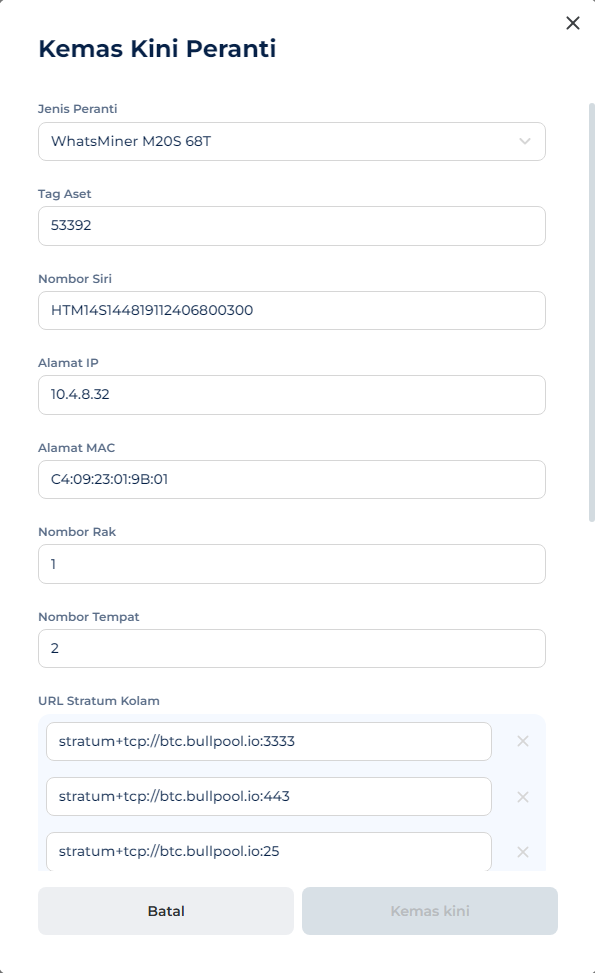 Kemas Kini Peranti
Jenis Peranti
WhatsMiner M20S 68T
Tag Aset
53392
Nombor Siri
HTM14S144819112406800300
Alamat IP
10.4.8.32
Alamat MAC
C4:09:23:01:9B:01
Nombor Rak
1
Nombor Tempat
2
URL Stratum Kolam
stratum+tcp://btc.bullpool.io:3333
stratum+tcp://btc.bullpool.io:443
stratum+tcp://btc.bullpool.io:25
Batal
Kemas kini